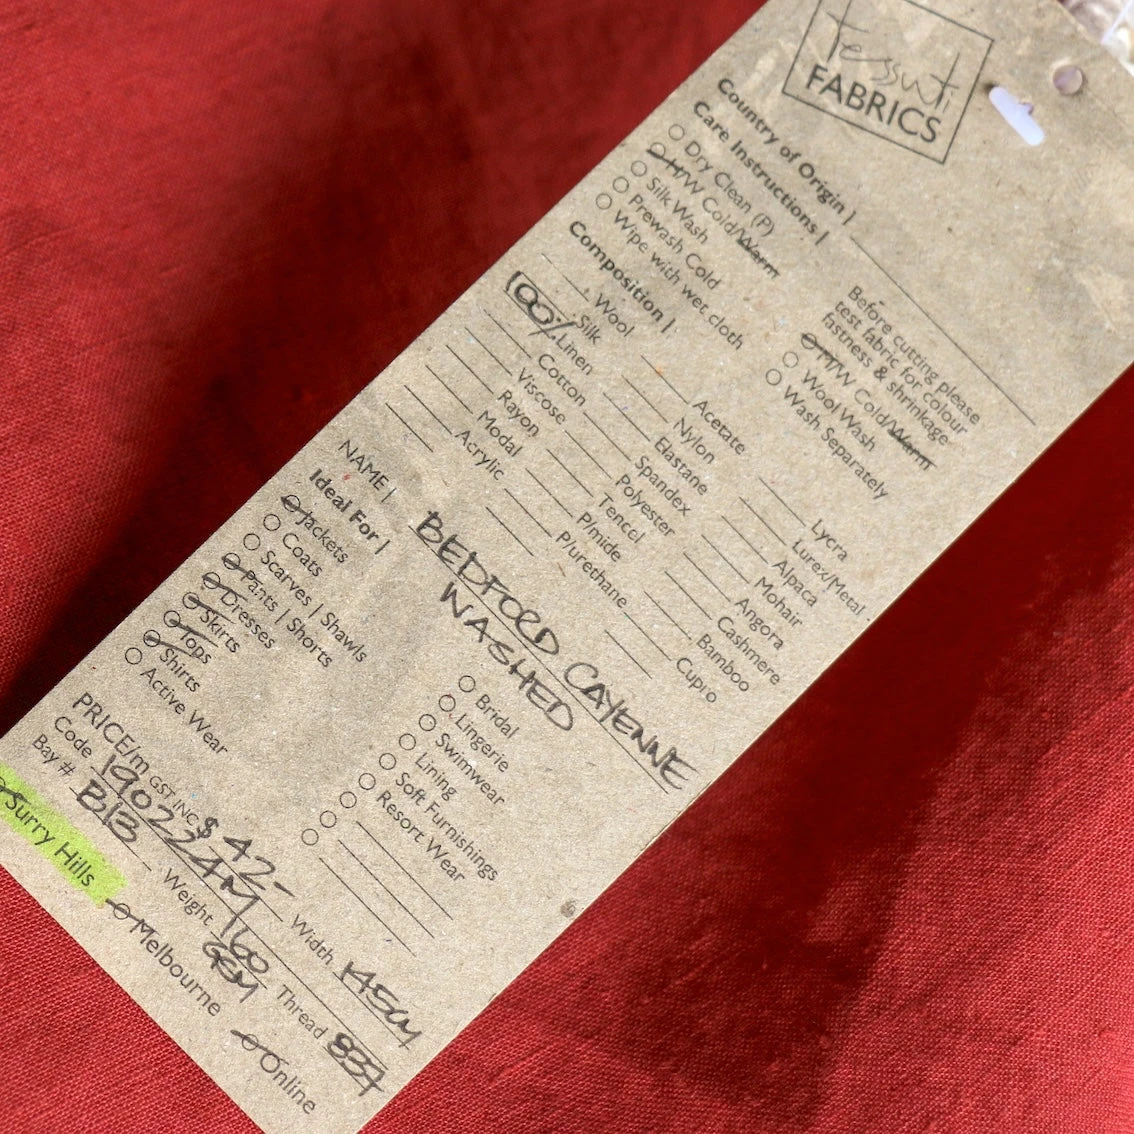 Tessuti
FABRICS
Country of Origin |
Care Instructions |
Dry Clean (P)
H/W Cold/Warm
Silk Wash
Prewash Cold
Wipe with wet cloth
Before cutting please
test fabric for colour
fastness & shrinkage
M/W Cold/Warm
Wool Wash
Wash Separately
Composition |
Wool
Silk
100% Linen
Cotton
Viscose
Rayon
Modal
Acrylic
Acetate
Nylon
Elastane
Spandex
Polyester
Tencel
P/mide
P/urethane
Lycra
Lurex/Metal
Alpaca
Mohair
Angora
Cashmere
Bamboo
Cupro
NAME | BEDFORD CAYENNE
WASHED
Ideal For |
Jackets
Coats
Scarves | Shawls
Pants | Shorts
Dresses
Skirts
Tops
Shirts
Active Wear
Bridal
Lingerie
Swimwear
Lining
Soft Furnishings
Resort Wear
PRICE/m GST INC $42- Width 145cm
Code 190224M
Bay # B1B Weight 160 GSM Thread 837
Surry Hills Melbourne Online